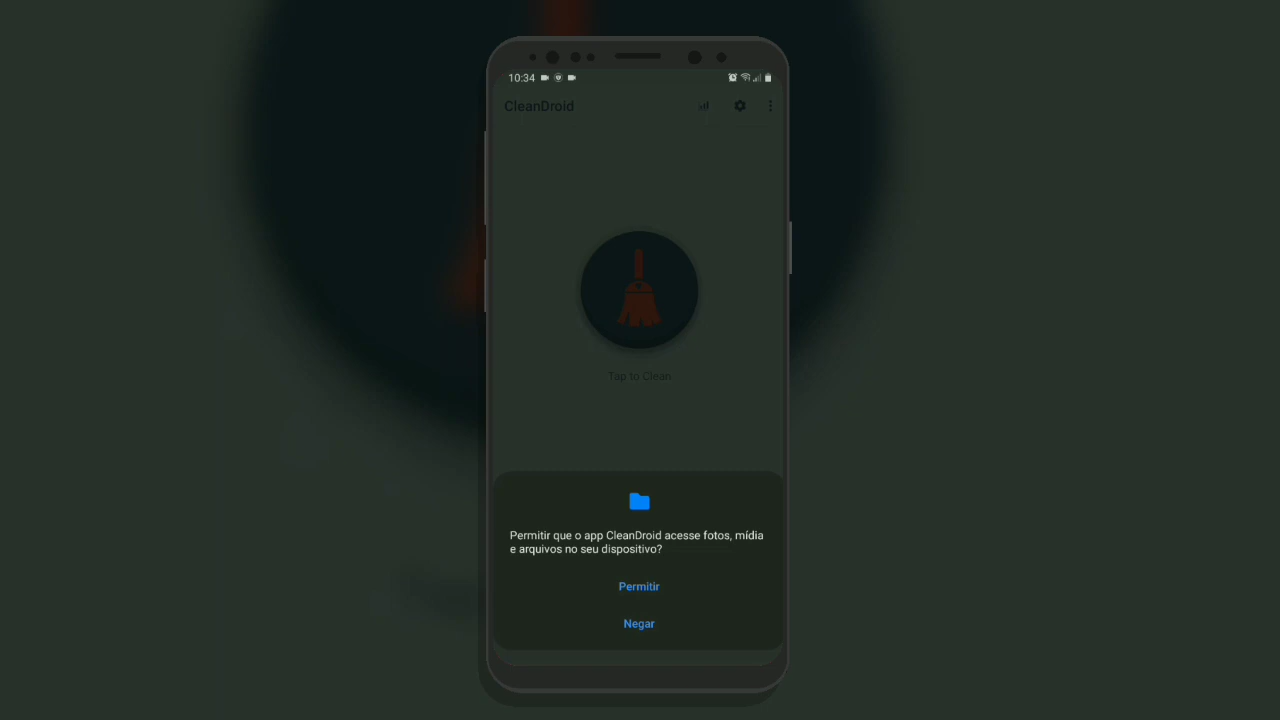 10:34
CleanDroid
Tap to Clean
Permitir que o app CleanDroid acesse fotos, mídia
e arquivos no seu dispositivo?
Permitir
Negar